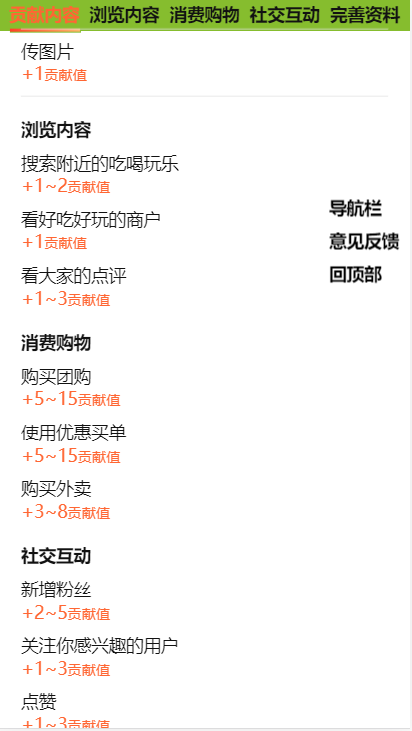 贡献内容 浏览内容 消费购物 社交互动 完善资料
传图片
+1贡献值
浏览内容
搜索附近的吃喝玩乐
+1~2贡献值
看好吃好玩的商户
+1贡献值
看大家的点评
+1~3贡献值
导航栏
意见反馈
回顶部
消费购物
购买团购
+5~15贡献值
使用优惠买单
+5~15贡献值
购买外卖
+3~8贡献值
社交互动
新增粉丝
+2~5贡献值
关注你感兴趣的用户
+1~3贡献值
点赞
+1~3贡献值